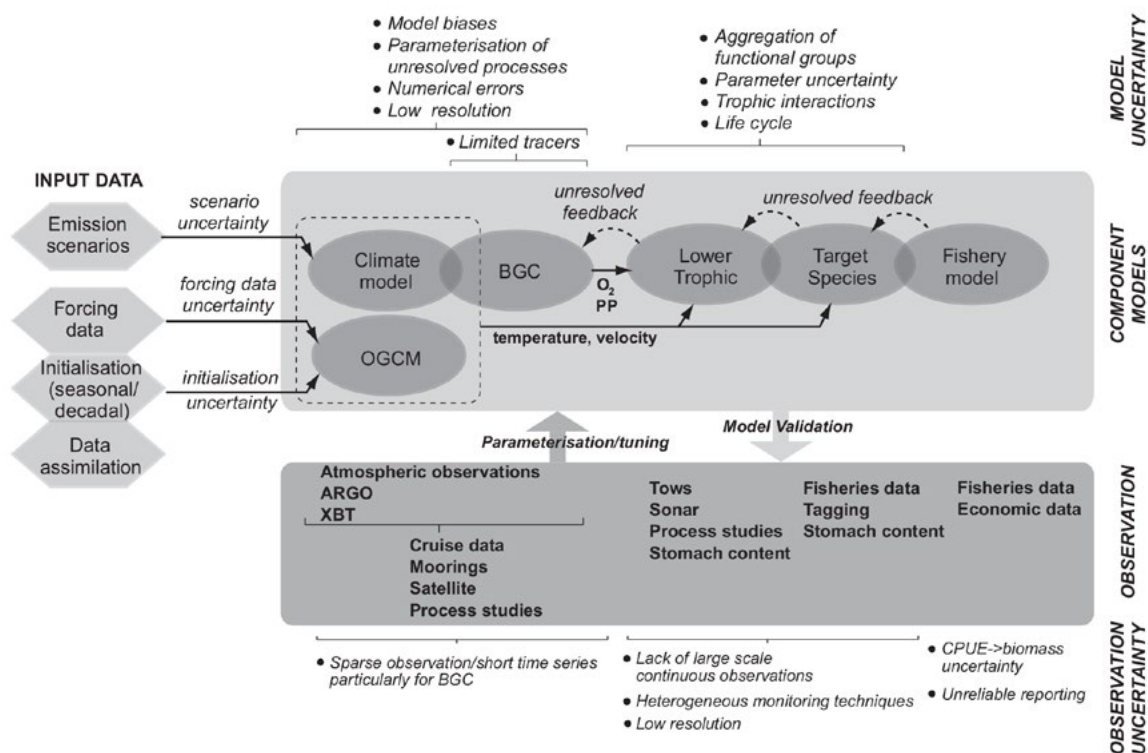 • Model biases
• Parameterisation of
unresolved processes
• Numerical errors
• Low resolution
• Limited tracers
• Aggregation of
functional groups
• Parameter uncertainty
• Trophic interactions
• Life cycle
MODEL
UNCERTAINTY
INPUT DATA
Emission
scenarios
scenario
uncertainty
Forcing
data
forcing data
uncertainty
Initialisation
(seasonal/
decadal)
initialisation
uncertainty
Data
assimilation
Climate
model
BGC
OGCM
unresolved
feedback
O2
PP
temperature, velocity
Lower
Trophic
unresolved feedback
Target
Species
Fishery
model
COMPONENT
MODELS
Parameterisation/tuning
Model Validation
Atmospheric observations
ARGO
XBT
Cruise data
Moorings
Satellite
Process studies
Tows
Sonar
Process studies
Stomach content
Fisheries data
Tagging
Stomach content
Fisheries data
Economic data
OBSERVATION
• Sparse observation/short time series
particularly for BGC
• Lack of large scale
continuous observations
• Heterogeneous monitoring techniques
• Low resolution
• CPUE->biomass
uncertainty
• Unreliable reporting
OBSERVATION
UNCERTAINTY